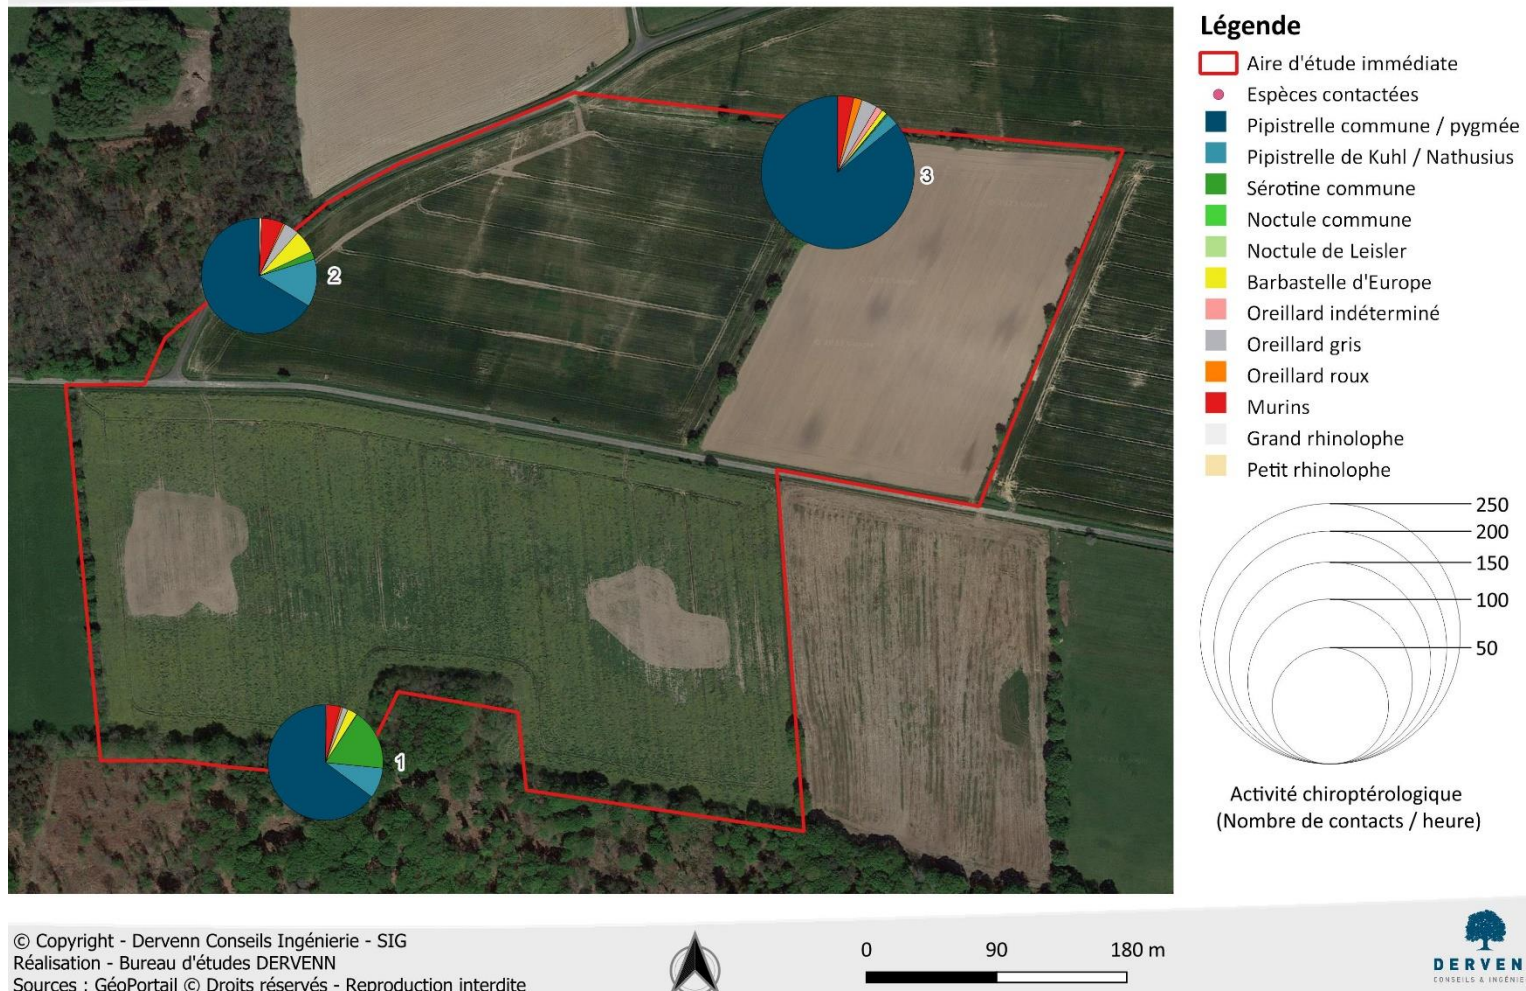 Légende
Aire d'étude immédiate
Espèces contactées
Pipistrelle commune / pygmée
Pipistrelle de Kuhl / Nathusius
Sérotine commune
Noctule commune
Noctule de Leisler
Barbastelle d'Europe
Oreillard indéterminé
Oreillard gris
Oreillard roux
Murins
Grand rhinolophe
Petit rhinolophe
250
200
150
100
50
Activité chiroptérologique
(Nombre de contacts / heure)
3
2
1
© Copyright - Dervenn Conseils Ingénierie - SIG
Réalisation - Bureau d'études DERVENN
Sources : GéoPortail © Droits réservés - Reproduction interdite
0 90 180 m
DERVEN
CONSEILS & INGÉNIE